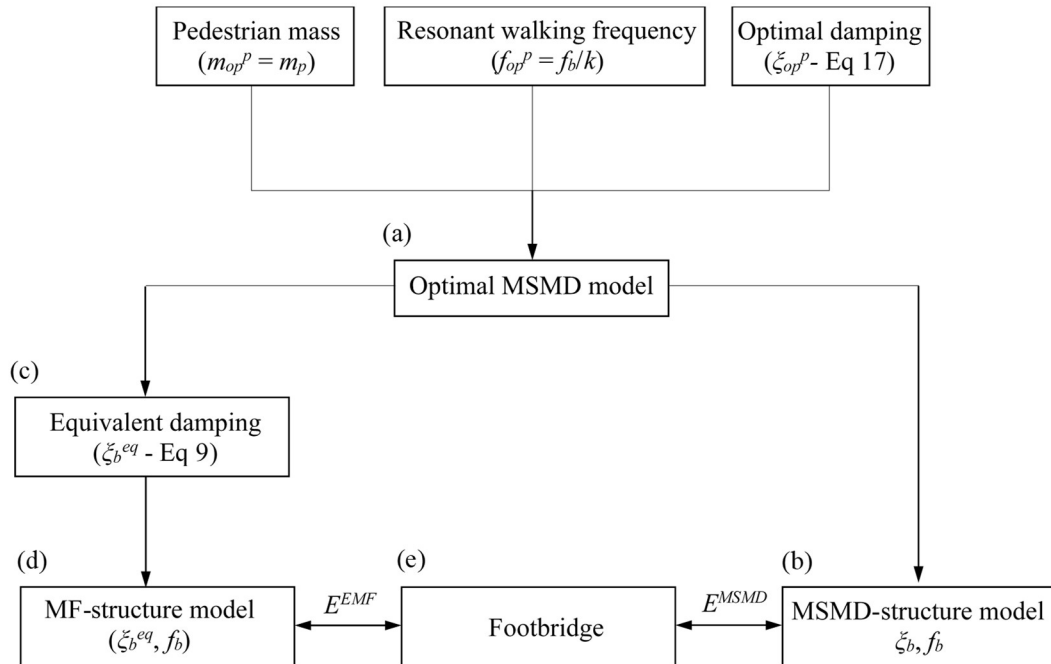 Pedestrian mass
(m_op^p = m_p)
Resonant walking frequency
(f_op^p = f_b/k)
Optimal damping
(ξ_op^p- Eq 17)
(a)
Optimal MSMD model
(c)
Equivalent damping
(ξ_b^eq - Eq 9)
(d)
MF-structure model
(ξ_b^eq, f_b)
E^EMF
(e)
Footbridge
E^MSMD
(b)
MSMD-structure model
ξ_b, f_b